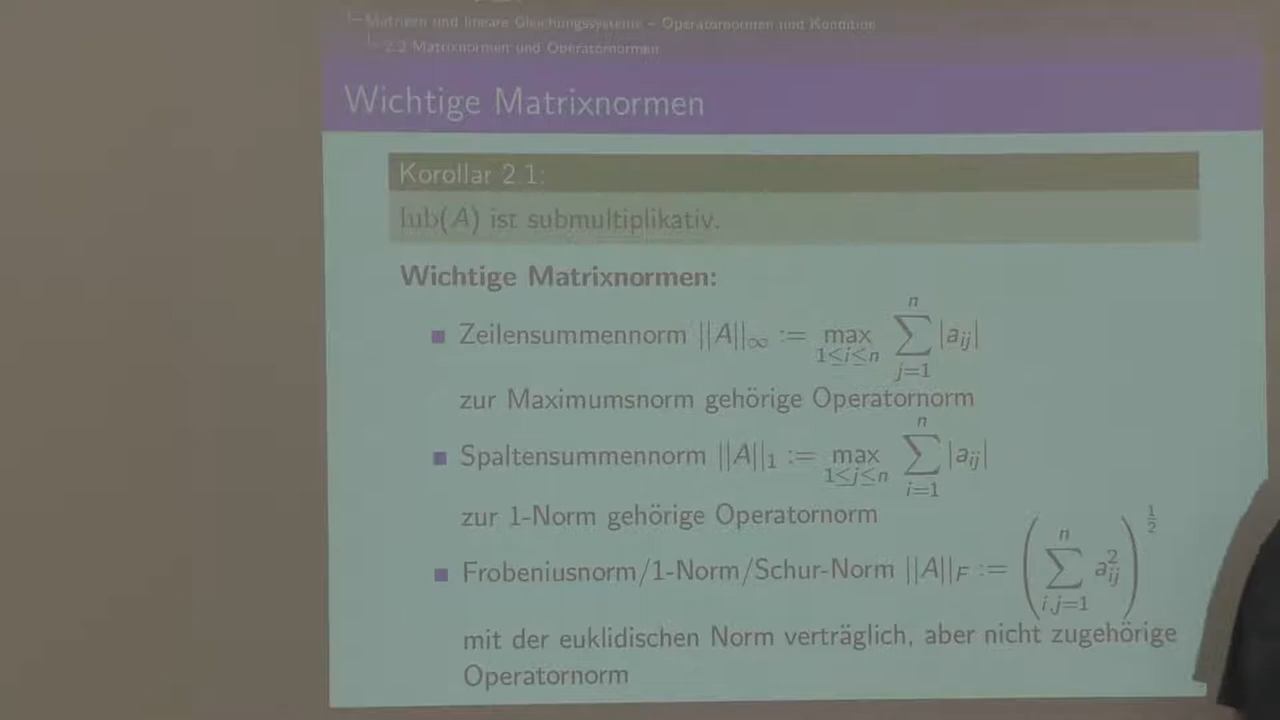 Matrizen und lineare Gleichungssysteme – Operatornormen und Kondition
2.2 Matrixnormen und Operatornormen
Wichtige Matrixnormen
Korollar 2.1:
lub(A) ist submultiplikativ.
Wichtige Matrixnormen:
Zeilensummennorm ||A||∞ := max 1≤i≤n ∑ j=1 n |aij|
zur Maximumsnorm gehörige Operatornorm
Spaltensummennorm ||A||1 := max 1≤j≤n ∑ i=1 n |aij|
zur 1-Norm gehörige Operatornorm
Frobeniusnorm/1-Norm/Schur-Norm ||A||F := (∑ i,j=1 n aij²)^½
mit der euklidischen Norm verträglich, aber nicht zugehörige
Operatornorm